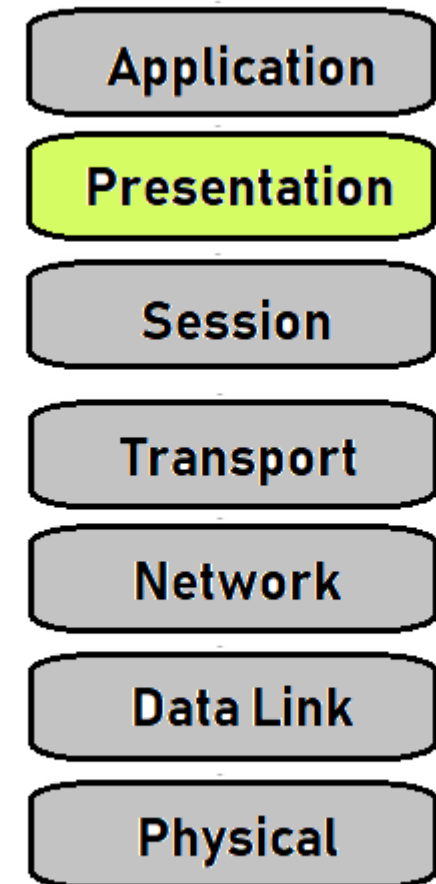 Application
Presentation
Session
Transport
Network
Data Link
Physical